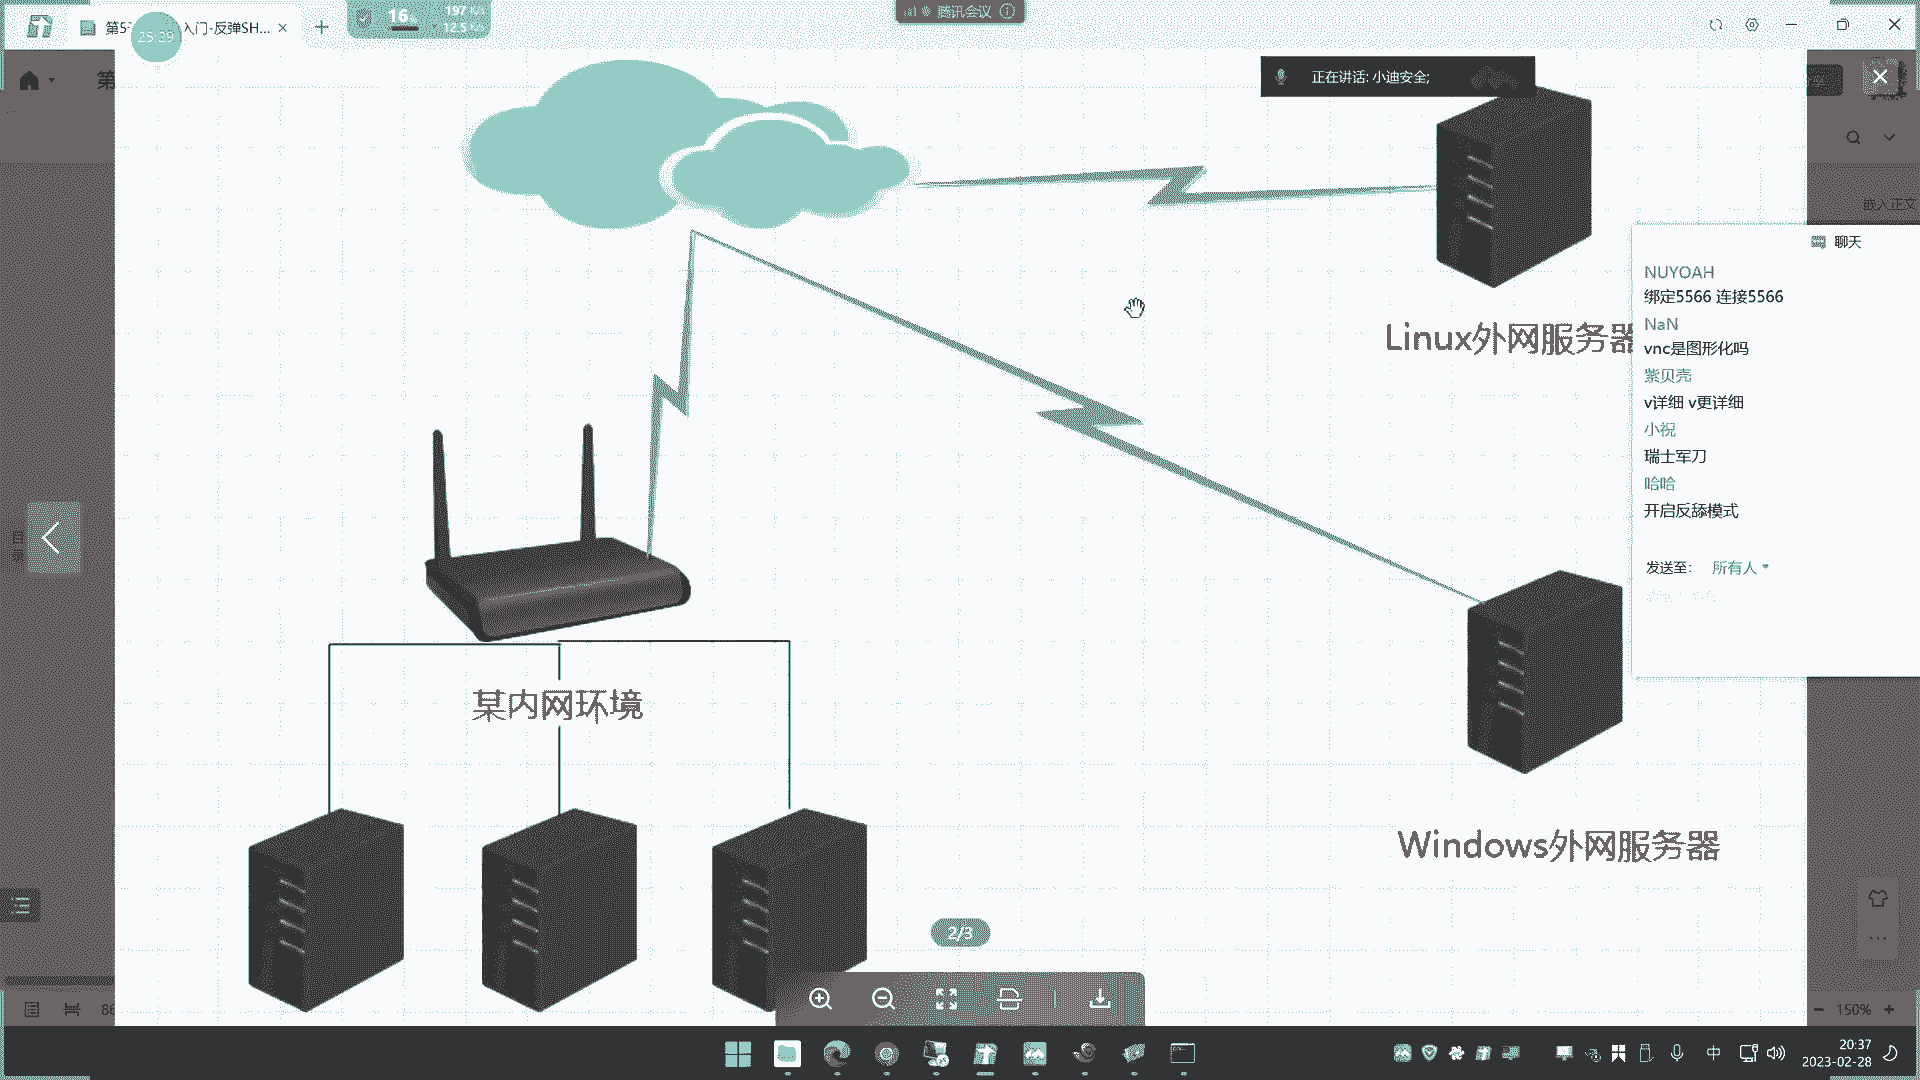 第5
入门-反弹SH...
25:29
16
197
12.5
腾讯会议
第
正在讲话: 小迪安全;
嵌入正文
聊天
NUYOAH
绑定5566 连接5566
NaN
vnc是图形化吗
紫贝壳
v详细 v更详细
小祝
瑞士军刀
哈哈
开启反舔模式
发送至: 所有人
Linux外网服务器
目录
某内网环境
Windows外网服务器
2/3
86
150%
中
20:37
2023-02-28